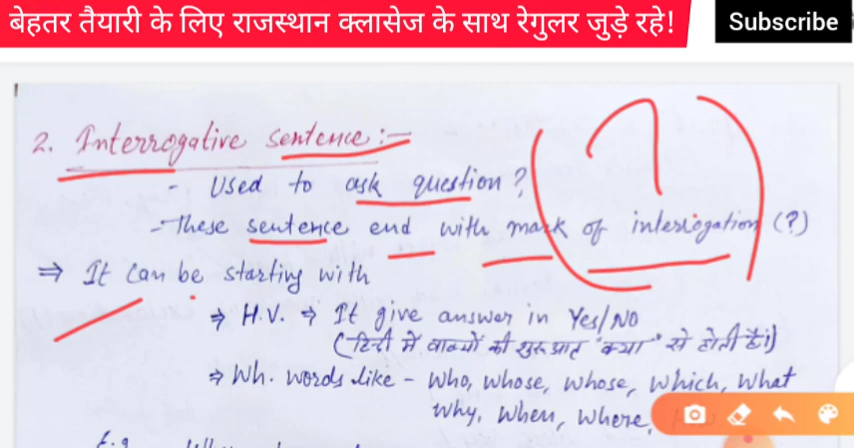 बेहतर तैयारी के लिए राजस्थान क्लासेज के साथ रेगुलर जुड़े रहे!
Subscribe
2. Interrogative sentence :-
- Used to ask question ?
- These sentence end with mark of interrogation (?)
⇒ It can be starting with
→ H.V. → It give answer in Yes/NO
(हिन्दी में वाक्यों की शुरूआत "क्या" से होती है।)
⇒ Wh. words like - Who, whose, whose, which, what
Why, When, Where,
E.g